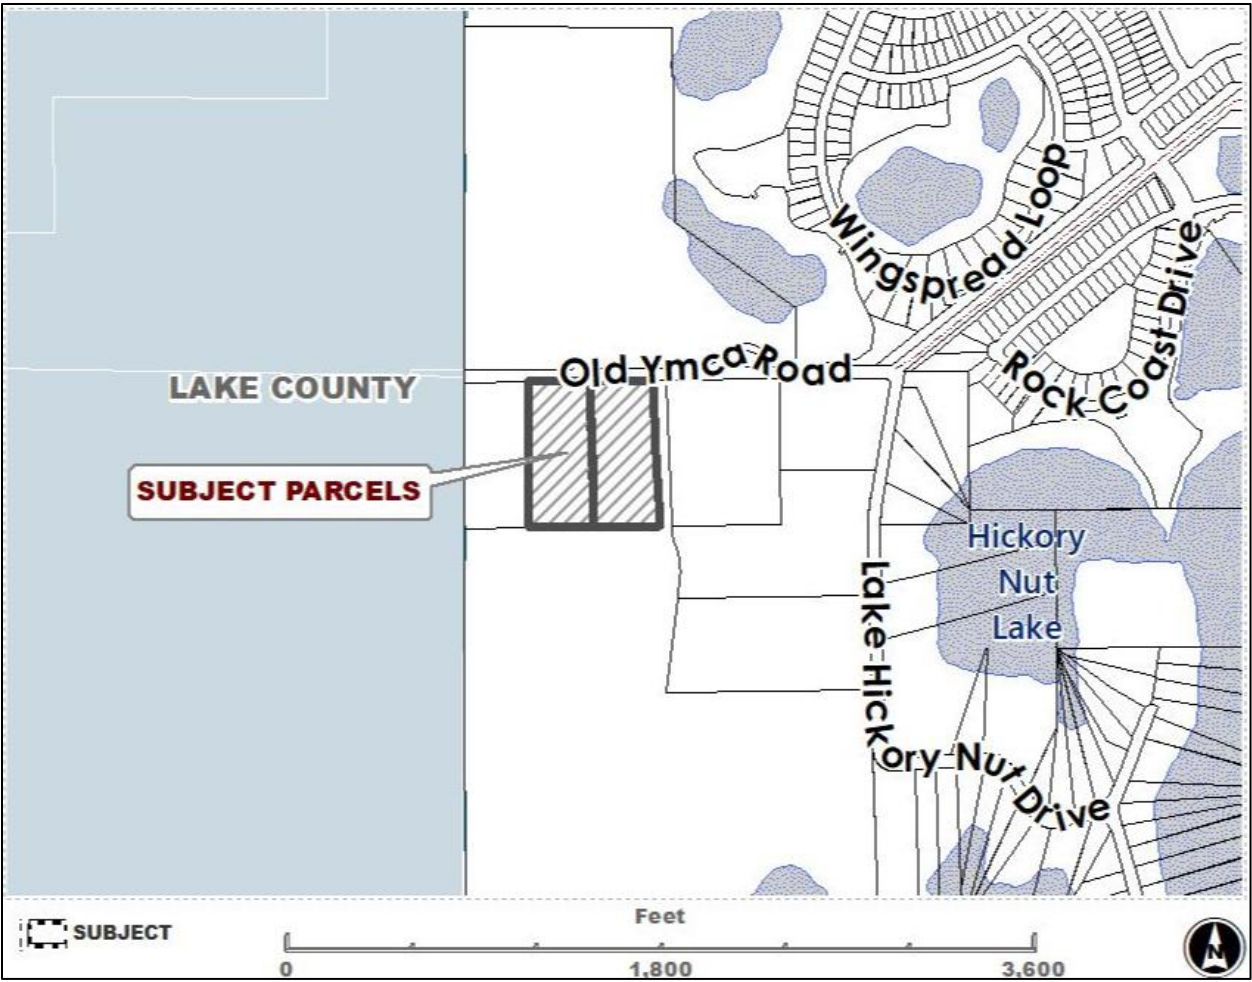 Wingspread Loop
Rock Coast Drive
Old Ymca Road
LAKE COUNTY
SUBJECT PARCELS
Hickory
Nut
Lake
Lake Hickory Nut Drive
SUBJECT
Feet
0 1,800 3,600
N